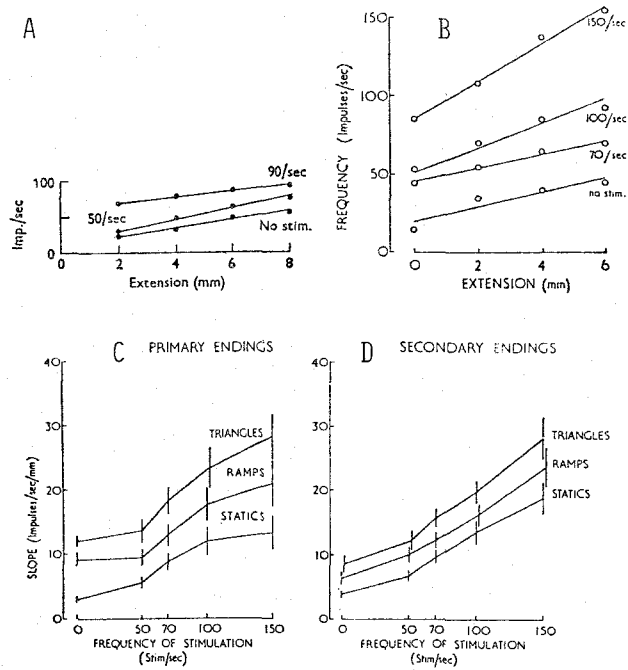 A
100
50/sec
90/sec
No stim.
0
Imp./sec
0 2 4 6 8
Extension (mm)
B
150
100
50
0
FREQUENCY (Impulses/sec)
150/sec
100/sec
70/sec
no stim.
0 2 4 6
EXTENSION (mm)
C PRIMARY ENDINGS
40
30
20
10
0
SLOPE (Impulses/sec/mm)
TRIANGLES
RAMPS
STATICS
0 50 70 100 150
FREQUENCY OF STIMULATION
(Stim/sec)
D SECONDARY ENDINGS
40
30
20
10
0
TRIANGLES
RAMPS
STATICS
0 50 70 100 150
FREQUENCY OF STIMULATION
(Stim/sec)